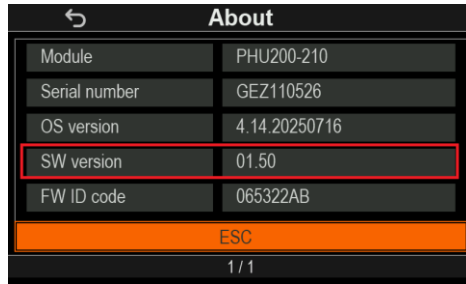 About
Module PHU200-210
Serial number GEZ110526
OS version 4.14.20250716
SW version 01.50
FW ID code 065322AB
ESC
1 / 1